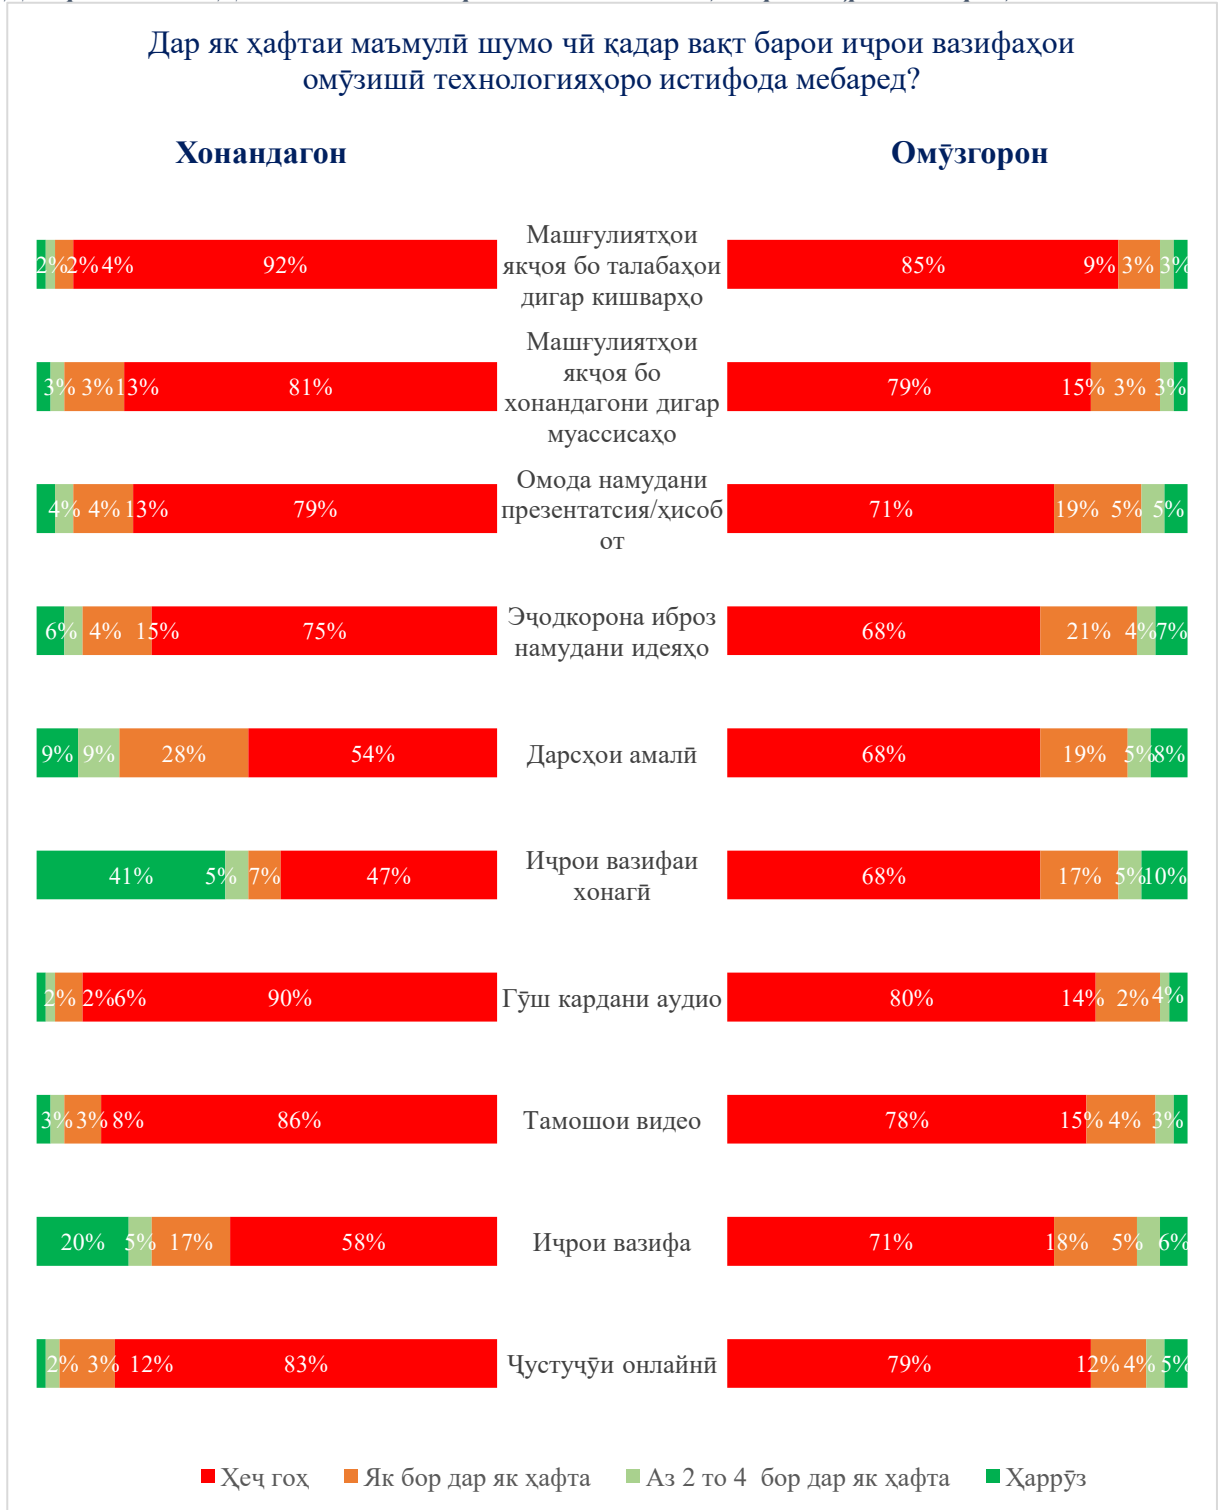 Дар як ҳафтаи маъмулӣ шумо чӣ қадар вақт барои иҷрои вазифаҳои
омӯзишӣ технологияҳоро истифода мебаред?
Хонандагон Омӯзгорон
Машғулиятҳои
якҷоя бо талабаҳои
дигар кишварҳо
2% 2% 4% 92% 85% 9% 3% 3%
Машғулиятҳои
якҷоя бо
хонандагони дигар
муассисаҳо
3% 3% 13% 81% 79% 15% 3% 3%
Омода намудани
презентатсия/ҳисоб
от
4% 4% 13% 79% 71% 19% 5% 5%
Эҷодкорона иброз
намудани идеяҳо
6% 4% 15% 75% 68% 21% 4% 7%
Дарсҳои амалӣ
9% 9% 28% 54% 68% 19% 5% 8%
Иҷрои вазифаи
хонагӣ
41% 5% 7% 47% 68% 17% 5% 10%
Гӯш кардани аудио
2% 2% 6% 90% 80% 14% 2% 4%
Тамошои видео
3% 3% 8% 86% 78% 15% 4% 3%
Иҷрои вазифа
20% 5% 17% 58% 71% 18% 5% 6%
Ҷустуҷӯи онлайнӣ
2% 3% 12% 83% 79% 12% 4% 5%
Ҳеҷ гоҳ Як бор дар як ҳафта Аз 2 то 4 бор дар як ҳафта Ҳаррӯз